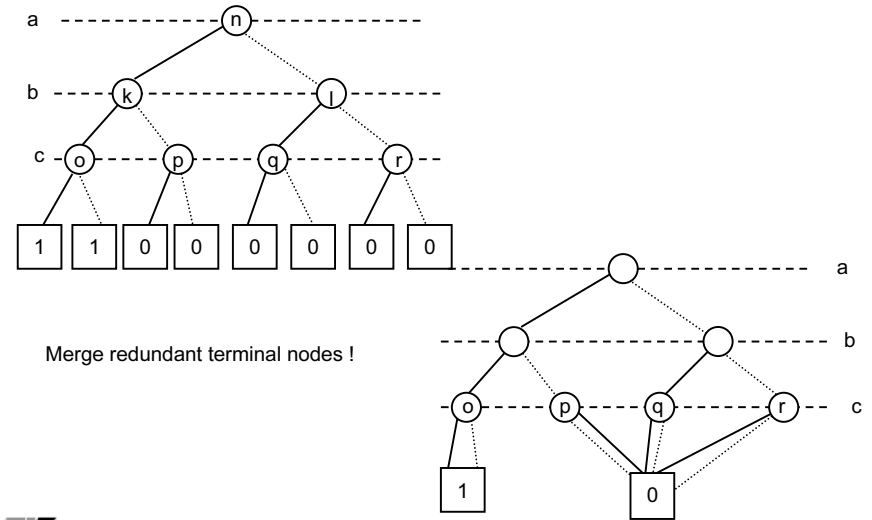 a n
b k l
c o p q r
1 1 0 0 0 0 0 0
a
Merge redundant terminal nodes !
b
o p q r c
1 0